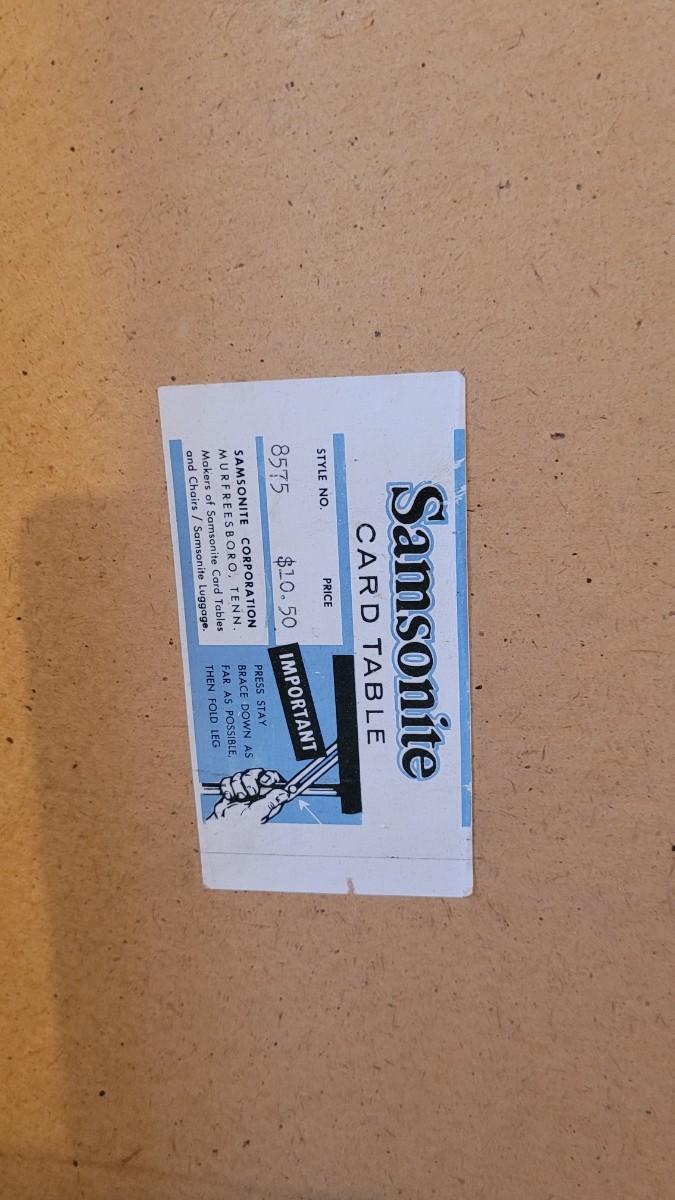 Samsonite
CARD TABLE
STYLE NO. PRICE
8575 $10.50
SAMSONITE CORPORATION
MURFREESBORO, TENN.
Makers of Samsonite Card Tables
and Chairs / Samsonite Luggage.
IMPORTANT
PRESS STAY
BRACE DOWN AS
FAR AS POSSIBLE,
THEN FOLD LEG